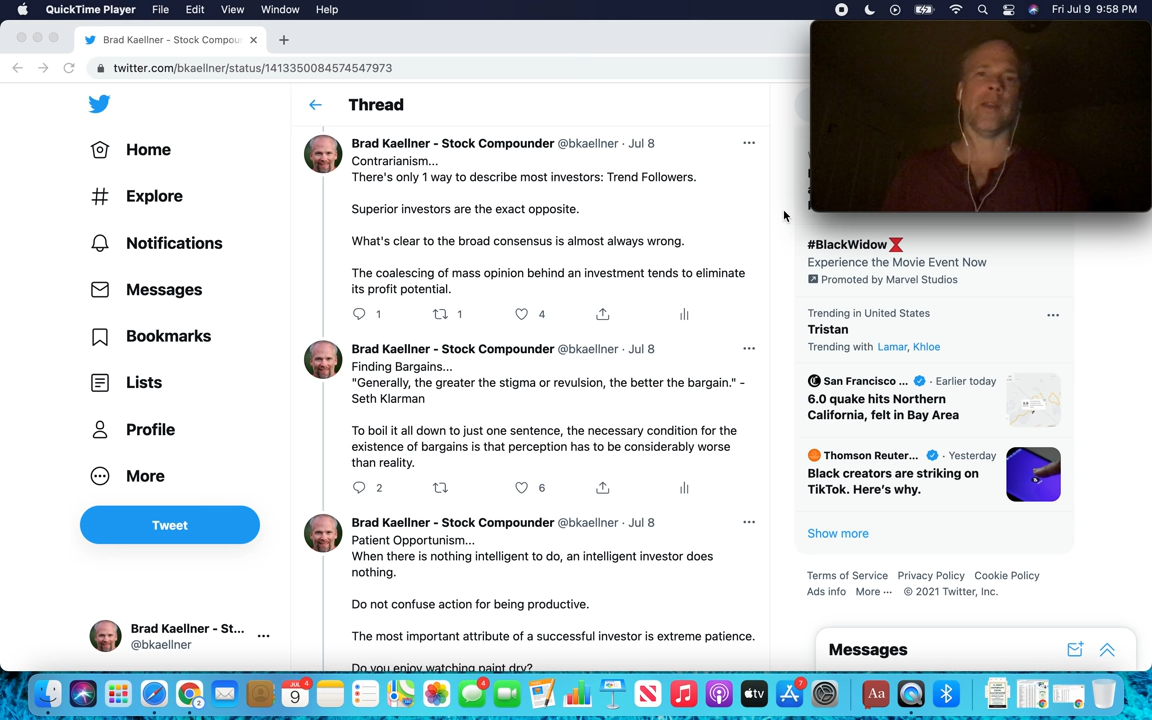 QuickTime Player File Edit View Window Help
Fri Jul 9 9:58 PM
Brad Kaellner - Stock Compou
twitter.com/bkaellner/status/1413350084574547973
Home
Explore
Notifications
Messages
Bookmarks
Lists
Profile
More
Tweet
Brad Kaellner - St...
@bkaellner
Thread
Brad Kaellner - Stock Compounder @bkaellner · Jul 8
Contrarianism...
There's only 1 way to describe most investors: Trend Followers.
Superior investors are the exact opposite.
What's clear to the broad consensus is almost always wrong.
The coalescing of mass opinion behind an investment tends to eliminate
its profit potential.
1 1 4
Brad Kaellner - Stock Compounder @bkaellner · Jul 8
Finding Bargains...
"Generally, the greater the stigma or revulsion, the better the bargain." -
Seth Klarman
To boil it all down to just one sentence, the necessary condition for the
existence of bargains is that perception has to be considerably worse
than reality.
2 6
Brad Kaellner - Stock Compounder @bkaellner · Jul 8
Patient Opportunism...
When there is nothing intelligent to do, an intelligent investor does
nothing.
Do not confuse action for being productive.
The most important attribute of a successful investor is extreme patience.
Do you enjoy watching paint dry?
#BlackWidow
Experience the Movie Event Now
Promoted by Marvel Studios
Trending in United States
Tristan
Trending with Lamar, Khloe
San Francisco ... · Earlier today
6.0 quake hits Northern
California, felt in Bay Area
Thomson Reuter... · Yesterday
Black creators are striking on
TikTok. Here's why.
Show more
Terms of Service Privacy Policy Cookie Policy
Ads info More ··· © 2021 Twitter, Inc.
Messages
JUL
9
4
2
4
tv
7
Aa